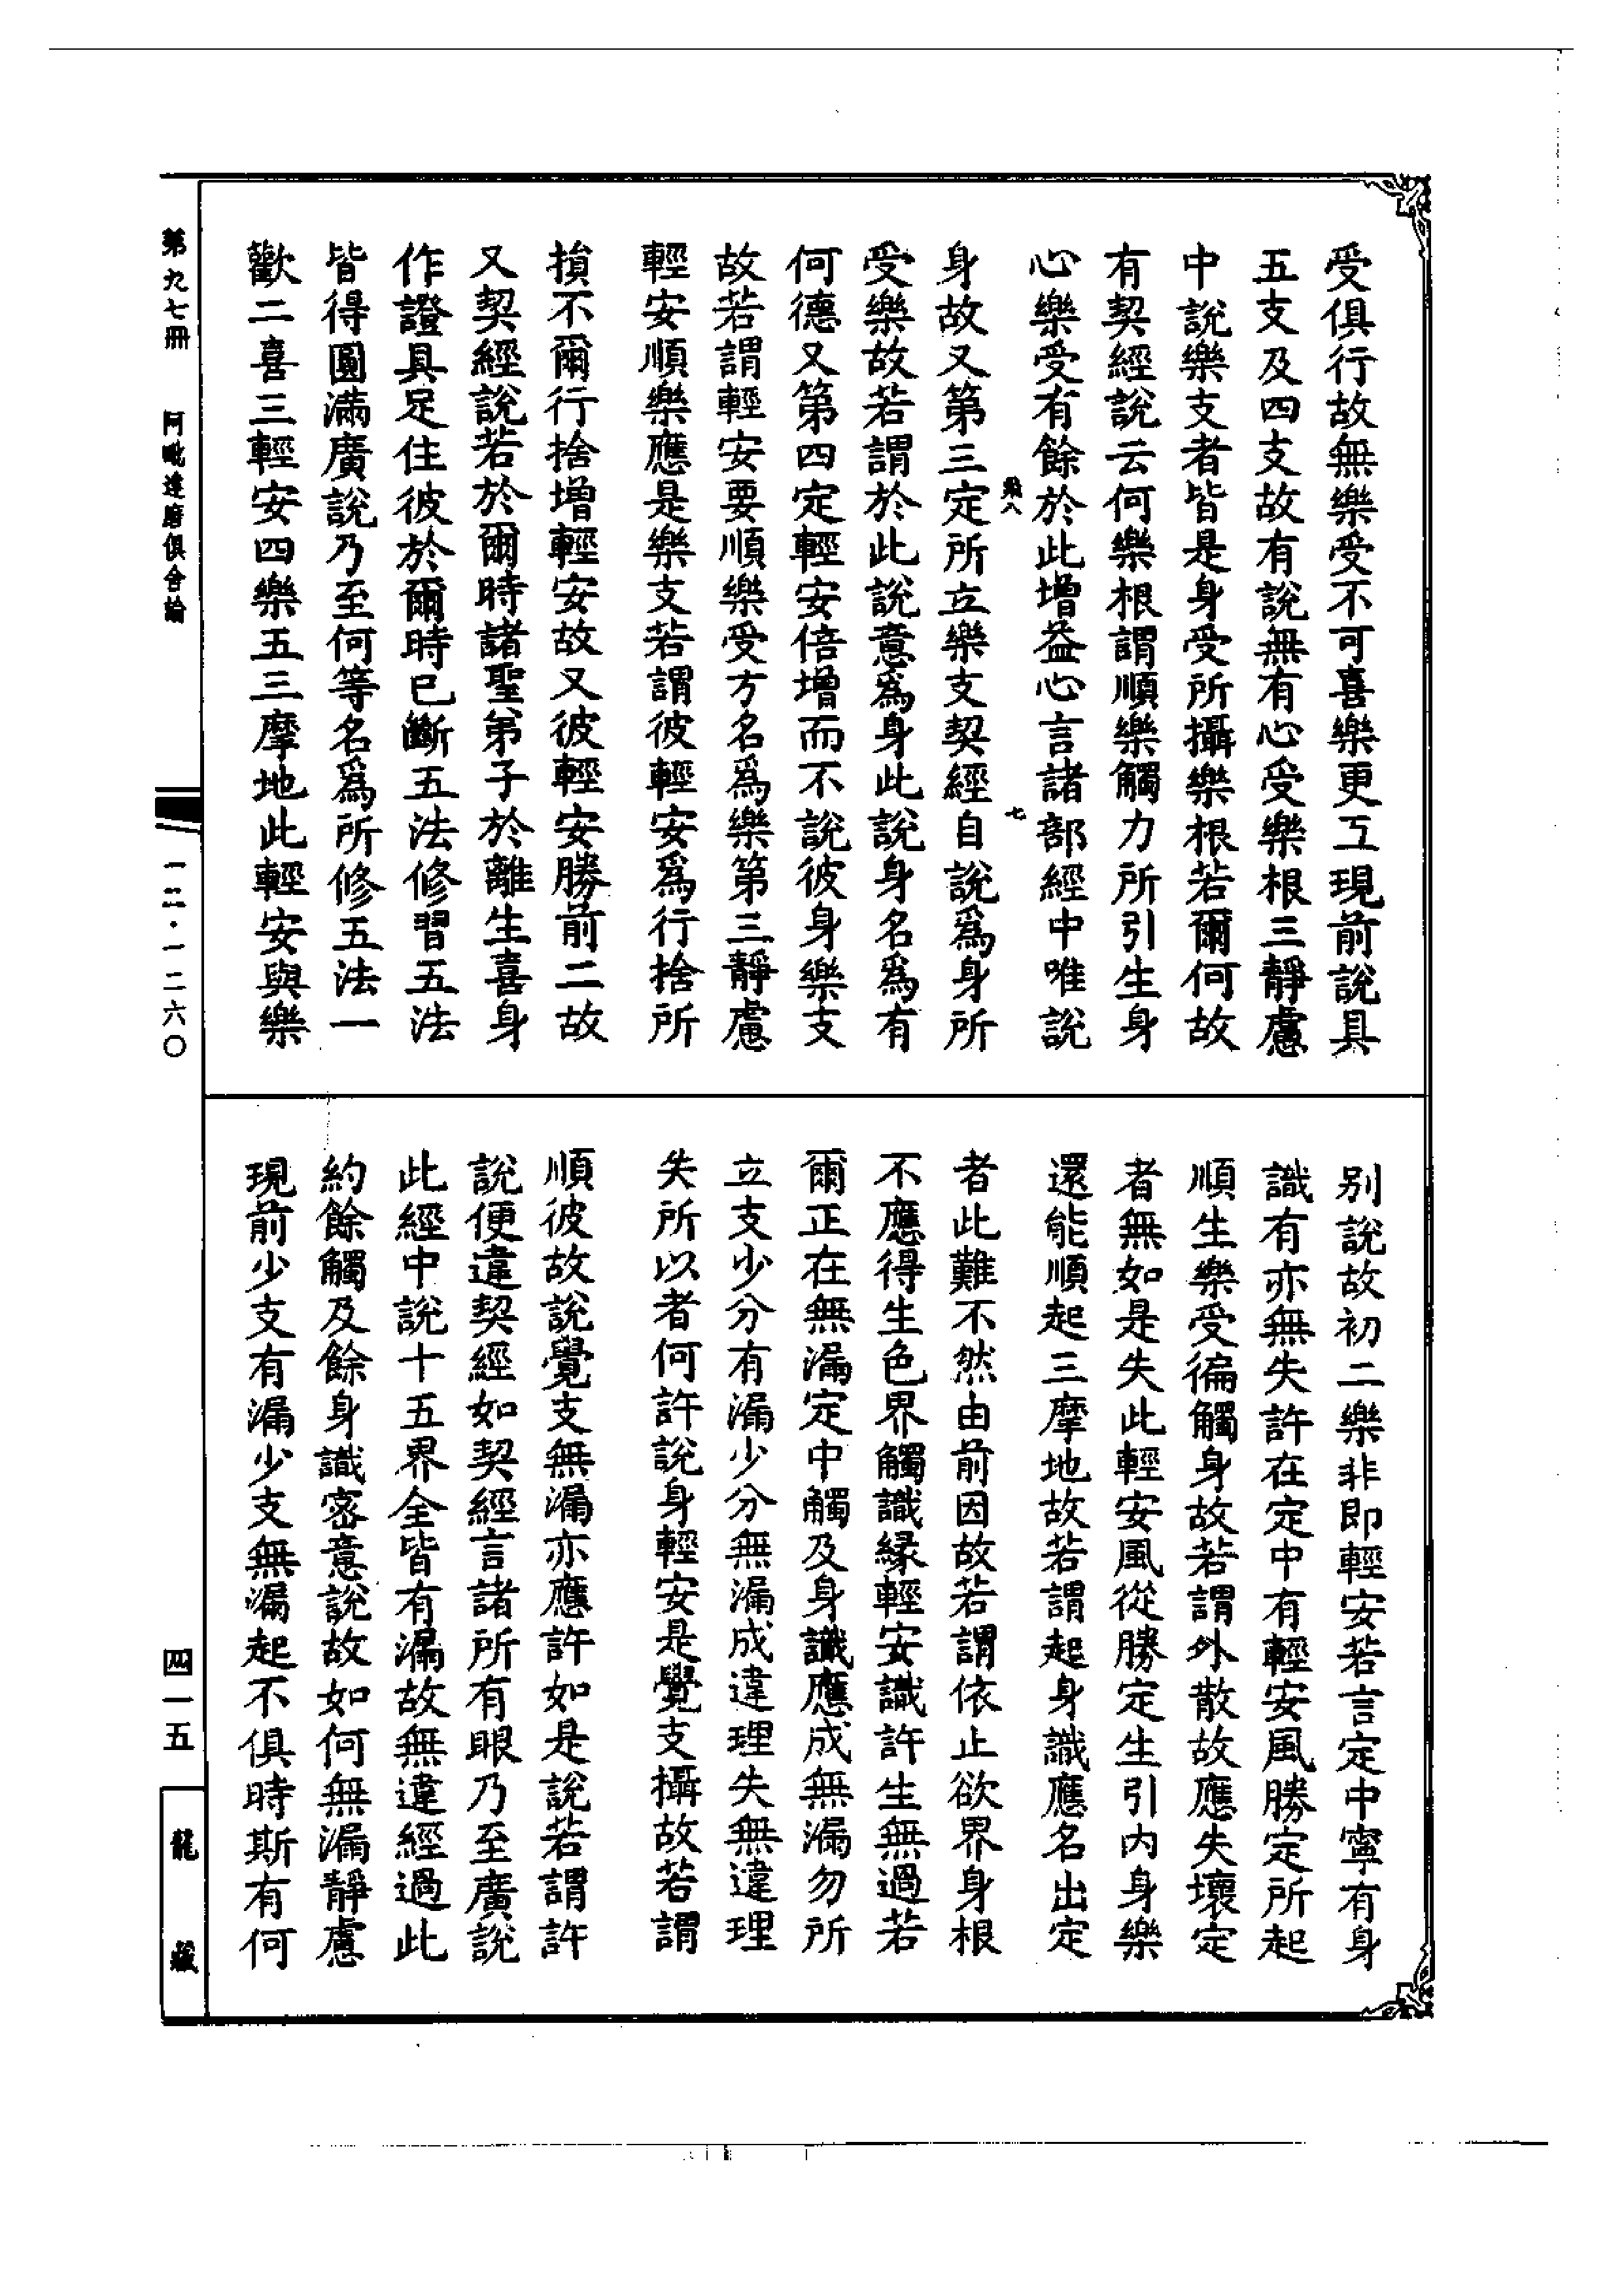 受俱行故無樂受不可喜樂更互現前說具
五支及四支故有說無有心受樂根三靜慮
中說樂支者皆是身受所攝樂根若爾何故
有契經說云何樂根謂順樂觸力所引生身
心樂受有餘於此增益心言諸部經中唯說
身故又第三定所立樂支契經自說為身所
受樂故若謂於此說意為身此說身名為有
何德又第四定輕安倍增而不說彼身樂支
故若謂輕安要順樂受方名為樂第三靜慮
輕安順樂應是樂支若謂彼輕安為行捨所
損不爾行捨增輕安故又彼輕安勝前二故
又契經說若於爾時諸聖弟子於離生喜身
作證具足住彼於爾時已斷五法修習五法
皆得圓滿廣說乃至何等名為所修五法一
歡二喜三輕安四樂五三摩地此輕安與樂
別說故初二樂非即輕安若言定中寧有身
識有亦無失許在定中有輕安風勝定所起
順生樂受徧觸身故若謂外散故應失壞定
者無如是失此輕安風從勝定生引內身樂
還能順起三摩地故若謂起身識應名出定
者此難不然由前因故若謂依止欲界身根
不應得生色界觸識緣輕安識許生無過若
爾正在無漏定中觸及身識應成無漏勿所
立支少分有漏少分無漏成違理失無違理
失所以者何許說身輕安是覺支攝故若謂
順彼故說覺支無漏亦應許如是說若謂許
說便違契經如契經言諸所有眼乃至廣說
此經中說十五界全皆有漏故無違經過此
約餘觸及餘身識密意說故如何無漏靜慮
現前少支有漏少支無漏起不俱時斯有何
第九七冊 阿毗達磨俱舍論
一二·一二六〇
四一五
龍藏